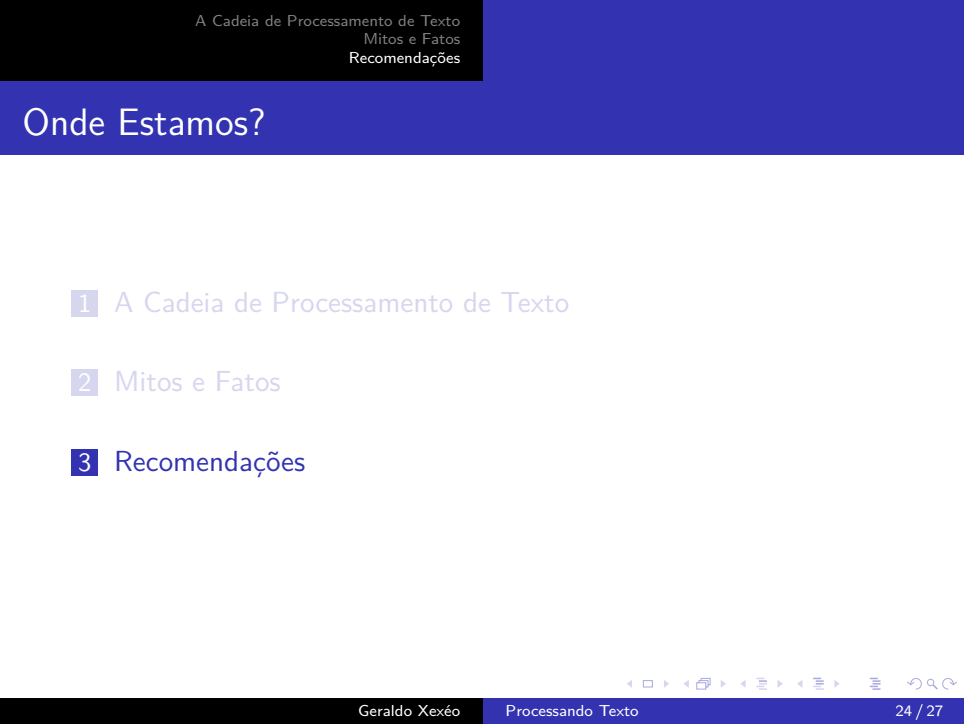 A Cadeia de Processamento de Texto
Mitos e Fatos
Recomendações
Onde Estamos?
1 A Cadeia de Processamento de Texto
2 Mitos e Fatos
3 Recomendações
Geraldo Xexéo Processando Texto 24 / 27